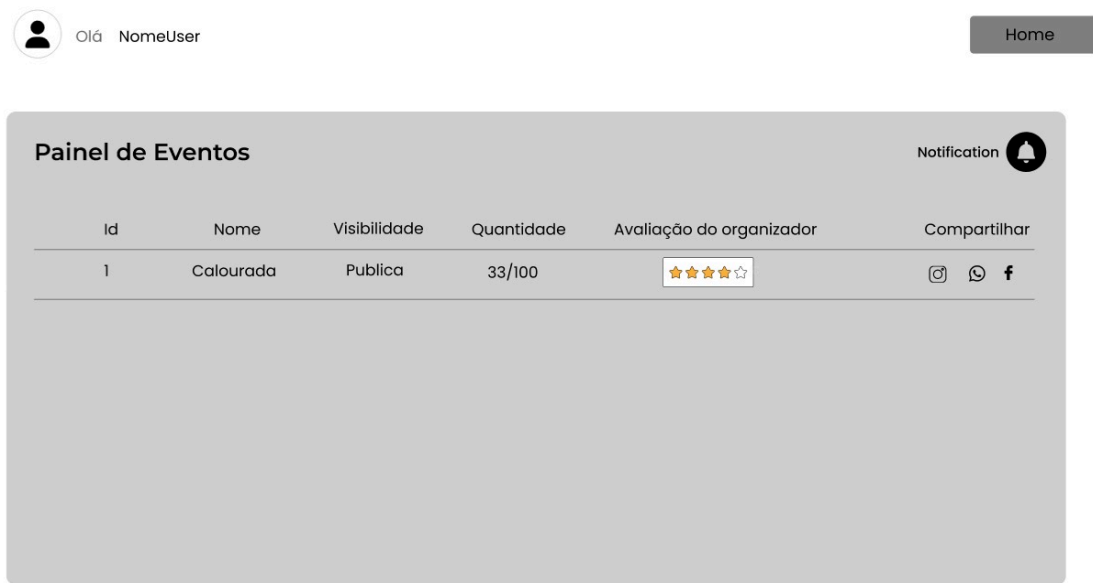 Olá NomeUser
Home
Painel de Eventos
Notification
Id Nome Visibilidade Quantidade Avaliação do organizador Compartilhar
1 Calourada Publica 33/100